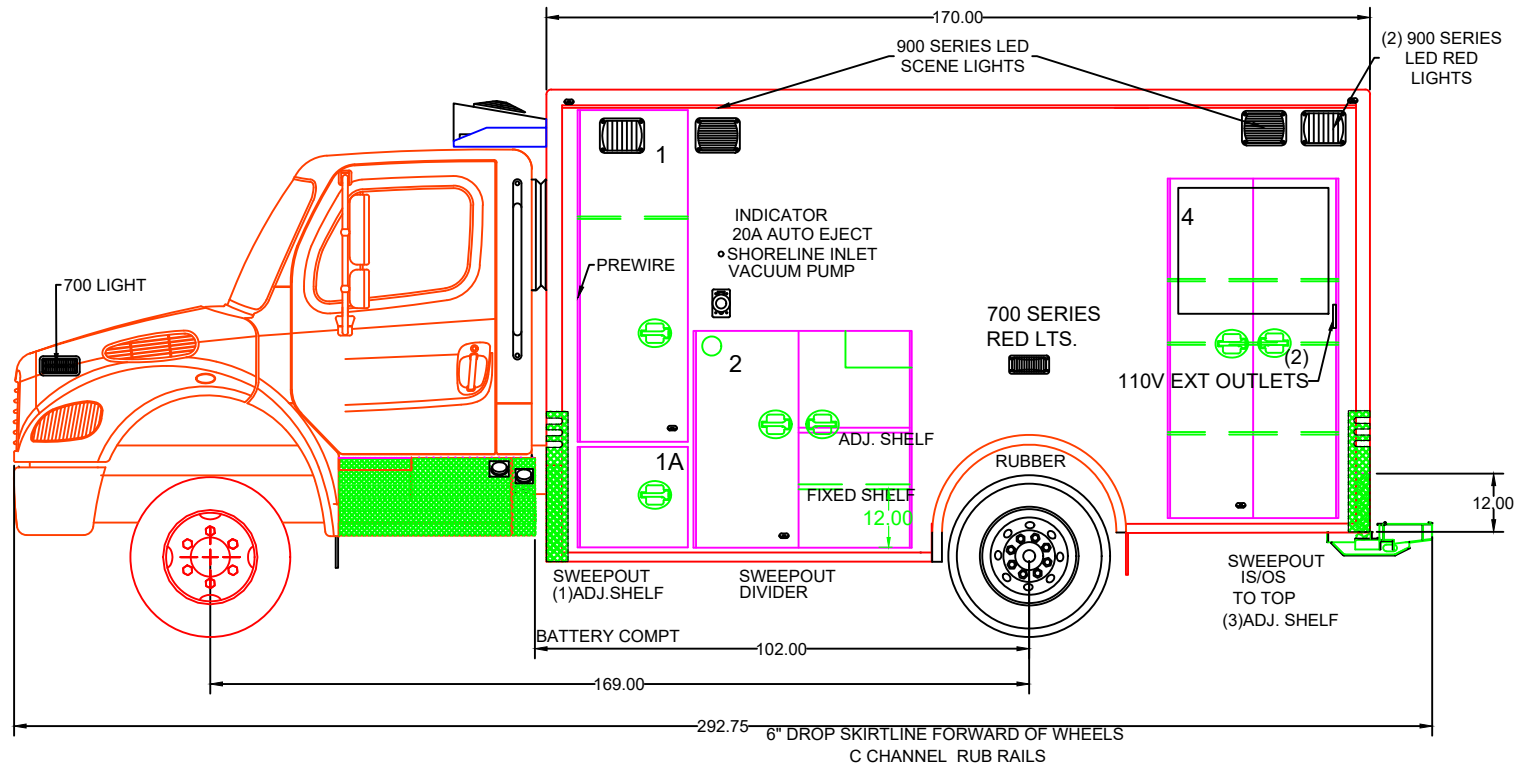 170.00
900 SERIES LED
SCENE LIGHTS
(2) 900 SERIES
LED RED
LIGHTS
1
INDICATOR
20A AUTO EJECT
SHORELINE INLET
VACUUM PUMP
4
PREWIRE
700 LIGHT
700 SERIES
RED LTS.
2
(2)
110V EXT OUTLETS
ADJ. SHELF
1A
RUBBER
FIXED SHELF
12.00
12.00
SWEEPOUT
(1)ADJ.SHELF
SWEEPOUT
DIVIDER
SWEEPOUT
IS/OS
TO TOP
(3)ADJ. SHELF
BATTERY COMPT
102.00
169.00
292.75
6" DROP SKIRTLINE FORWARD OF WHEELS
C CHANNEL RUB RAILS